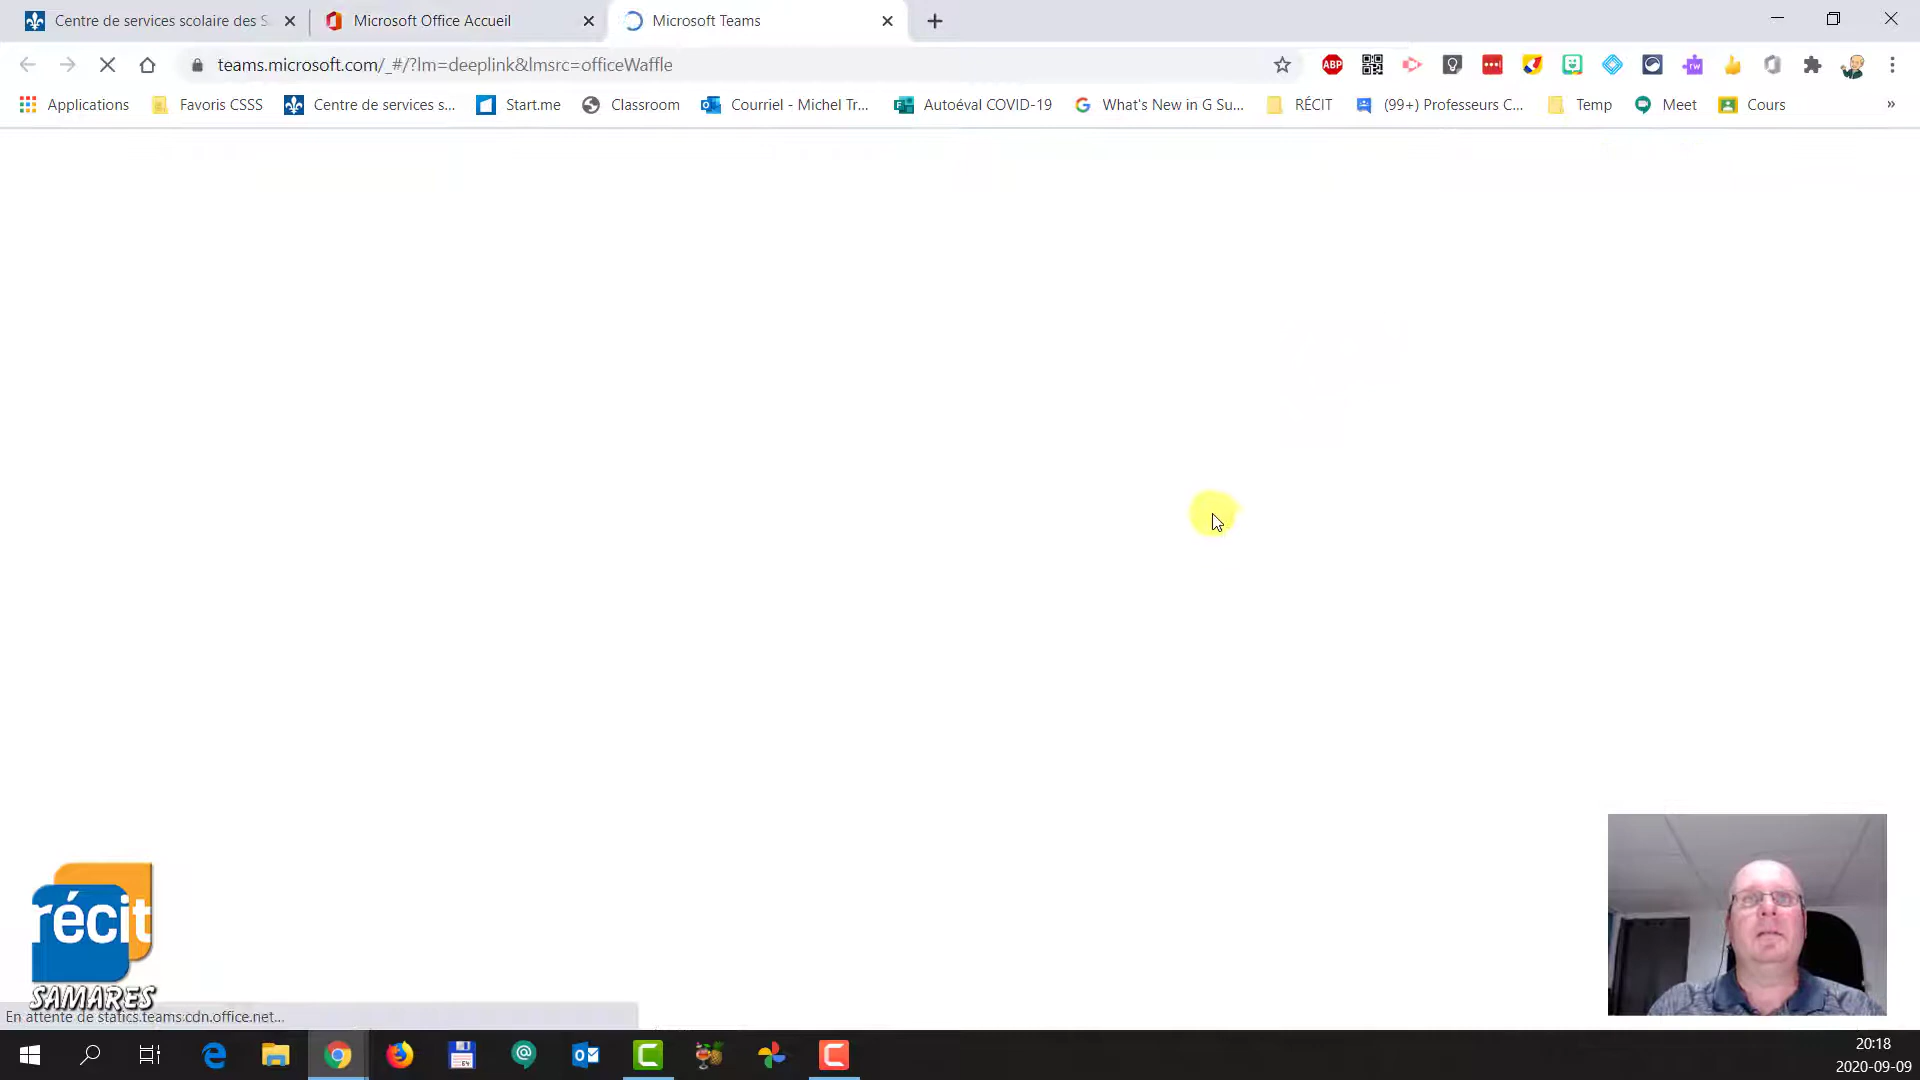 Centre de services scolaire des S
Microsoft Office Accueil
Microsoft Teams
teams.microsoft.com/_#/?lm=deeplink&lmsrc=officeWaffle
ABP
rw
Applications
Favoris CSSS
Centre de services s...
Start.me
Classroom
Courriel - Michel Tr...
Autoéval COVID-19
What's New in G Su...
RÉCIT
(99+) Professeurs C...
Temp
Meet
Cours
»
récit
SAMARES
En attente de statics.teams.cdn.office.net...
20:18
2020-09-09